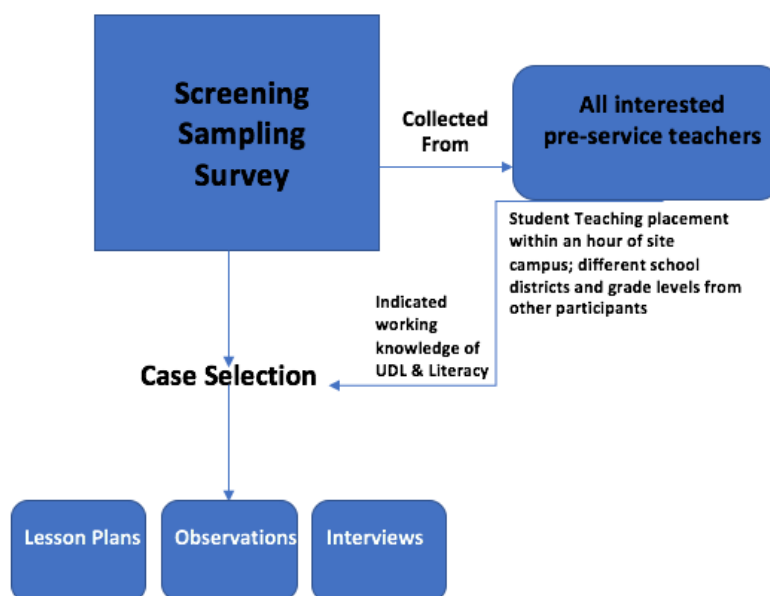 Screening
Sampling
Survey
Collected
From
All interested
pre-service teachers
Student Teaching placement
within an hour of site
campus; different school
districts and grade levels from
other participants
Indicated
working
knowledge of
UDL & Literacy
Case Selection
Lesson Plans
Observations
Interviews